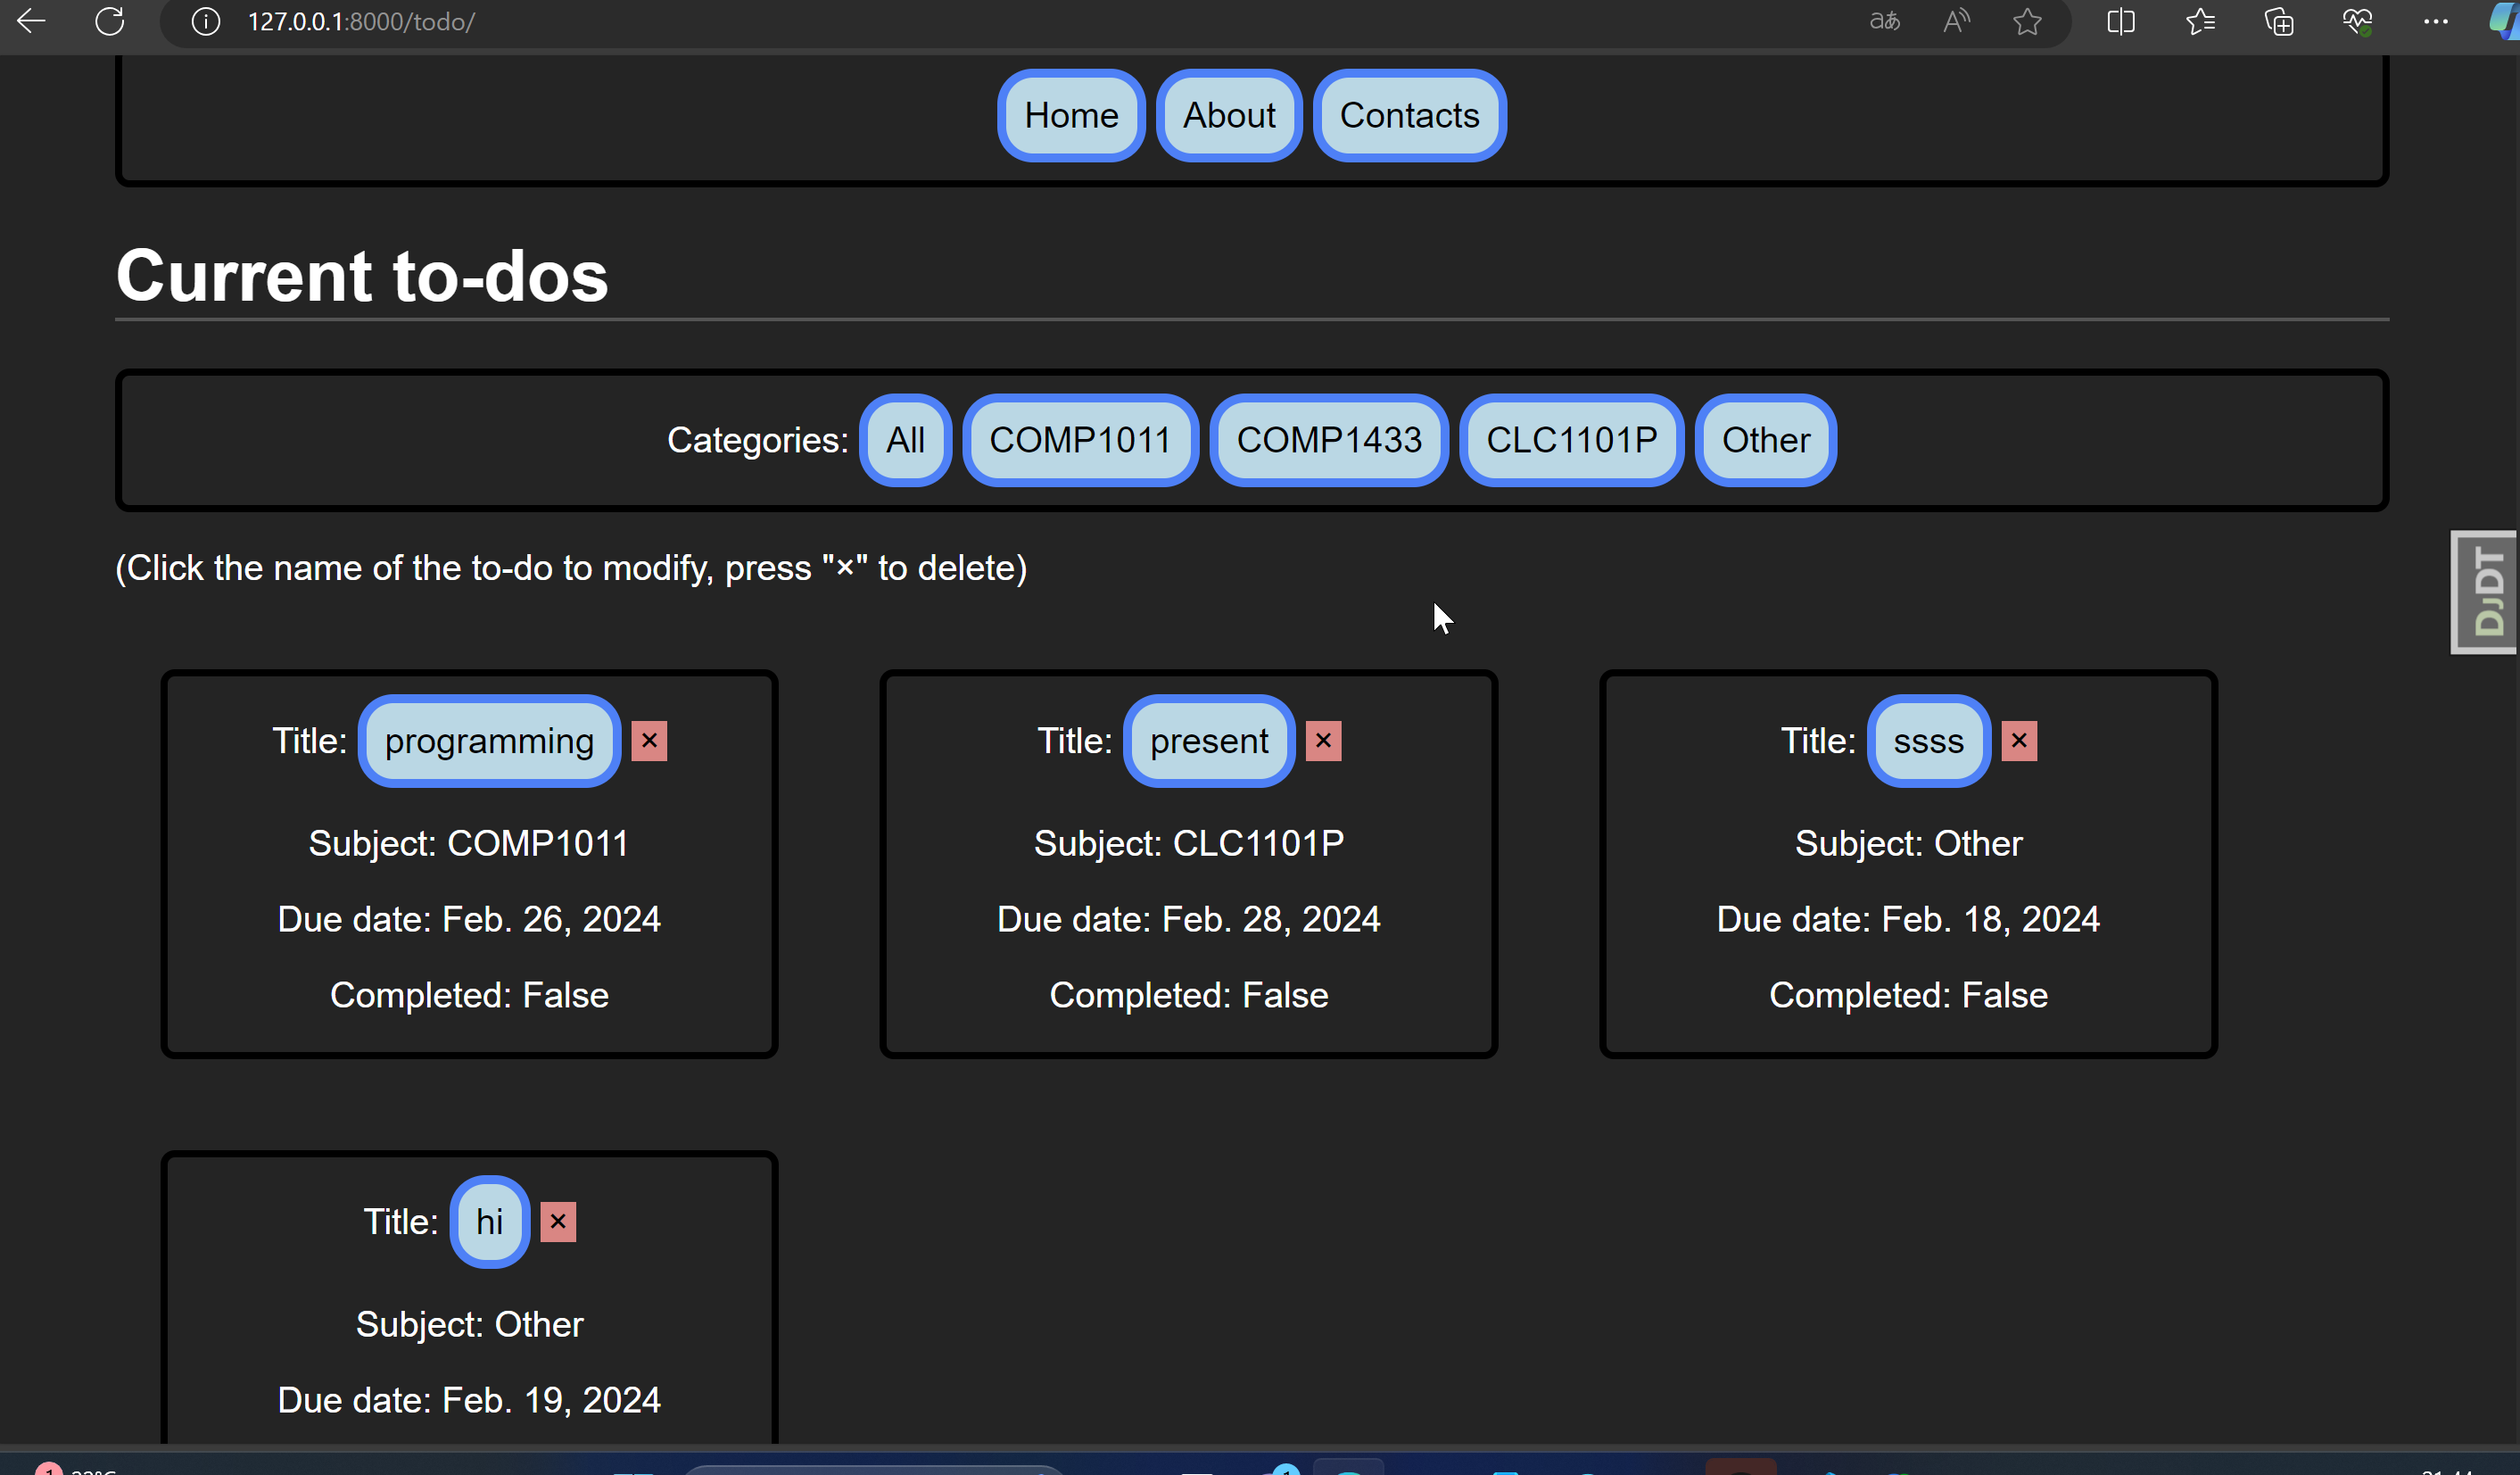 127.0.0.1:8000/todo/
Home About Contacts
Current to-dos
Categories: All COMP1011 COMP1433 CLC1101P Other
(Click the name of the to-do to modify, press "×" to delete)
DjDT
Title: programming ×
Subject: COMP1011
Due date: Feb. 26, 2024
Completed: False
Title: present ×
Subject: CLC1101P
Due date: Feb. 28, 2024
Completed: False
Title: ssss ×
Subject: Other
Due date: Feb. 18, 2024
Completed: False
Title: hi ×
Subject: Other
Due date: Feb. 19, 2024